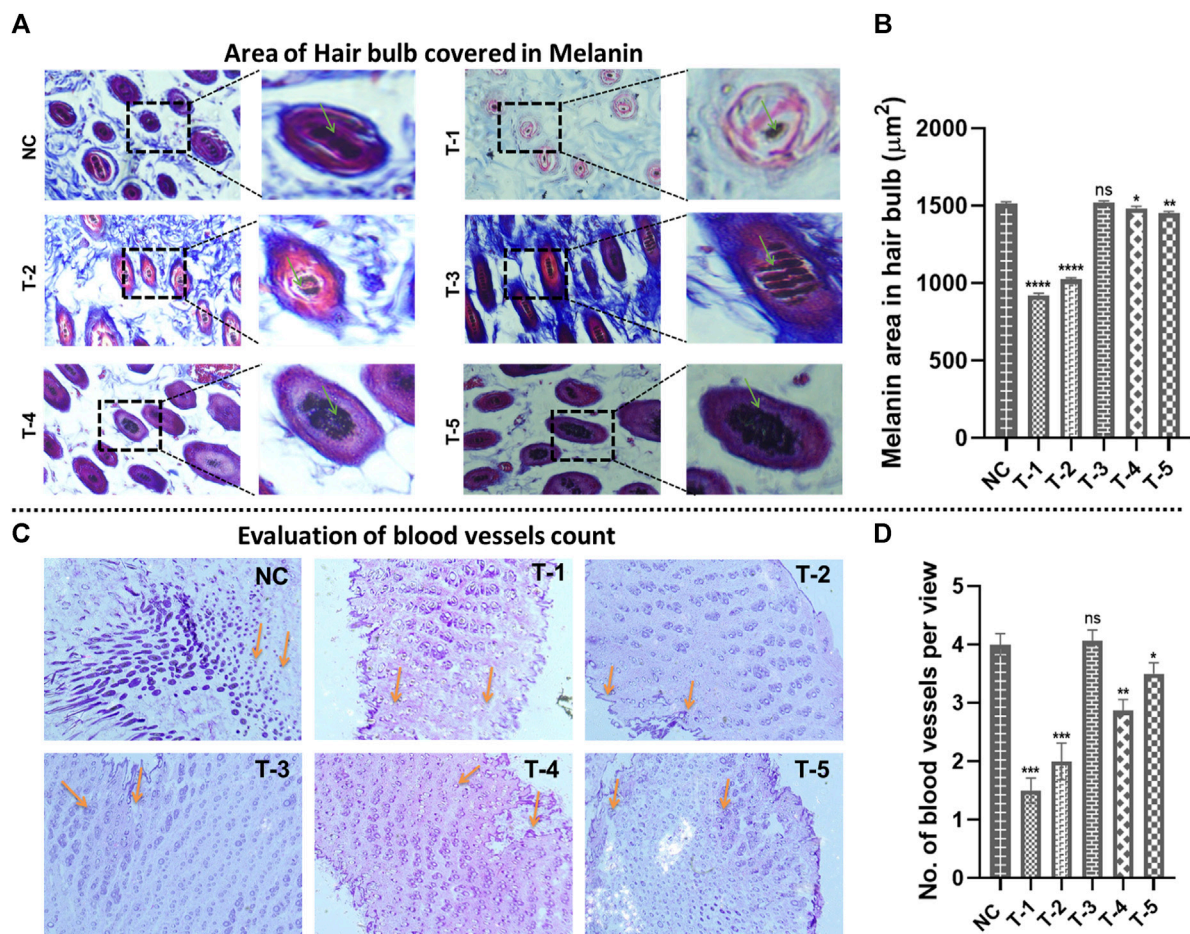 A
Area of Hair bulb covered in Melanin
NC
T-1
T-2
T-3
T-4
T-5
B
Melanin area in hair bulb (μm²)
2000
1500
1000
500
0
****
****
ns
*
**
NC
T-1
T-2
T-3
T-4
T-5
C
Evaluation of blood vessels count
NC
T-1
T-2
T-3
T-4
T-5
D
No. of blood vessels per view
5
4
3
2
1
0
***
***
ns
**
*
NC
T-1
T-2
T-3
T-4
T-5